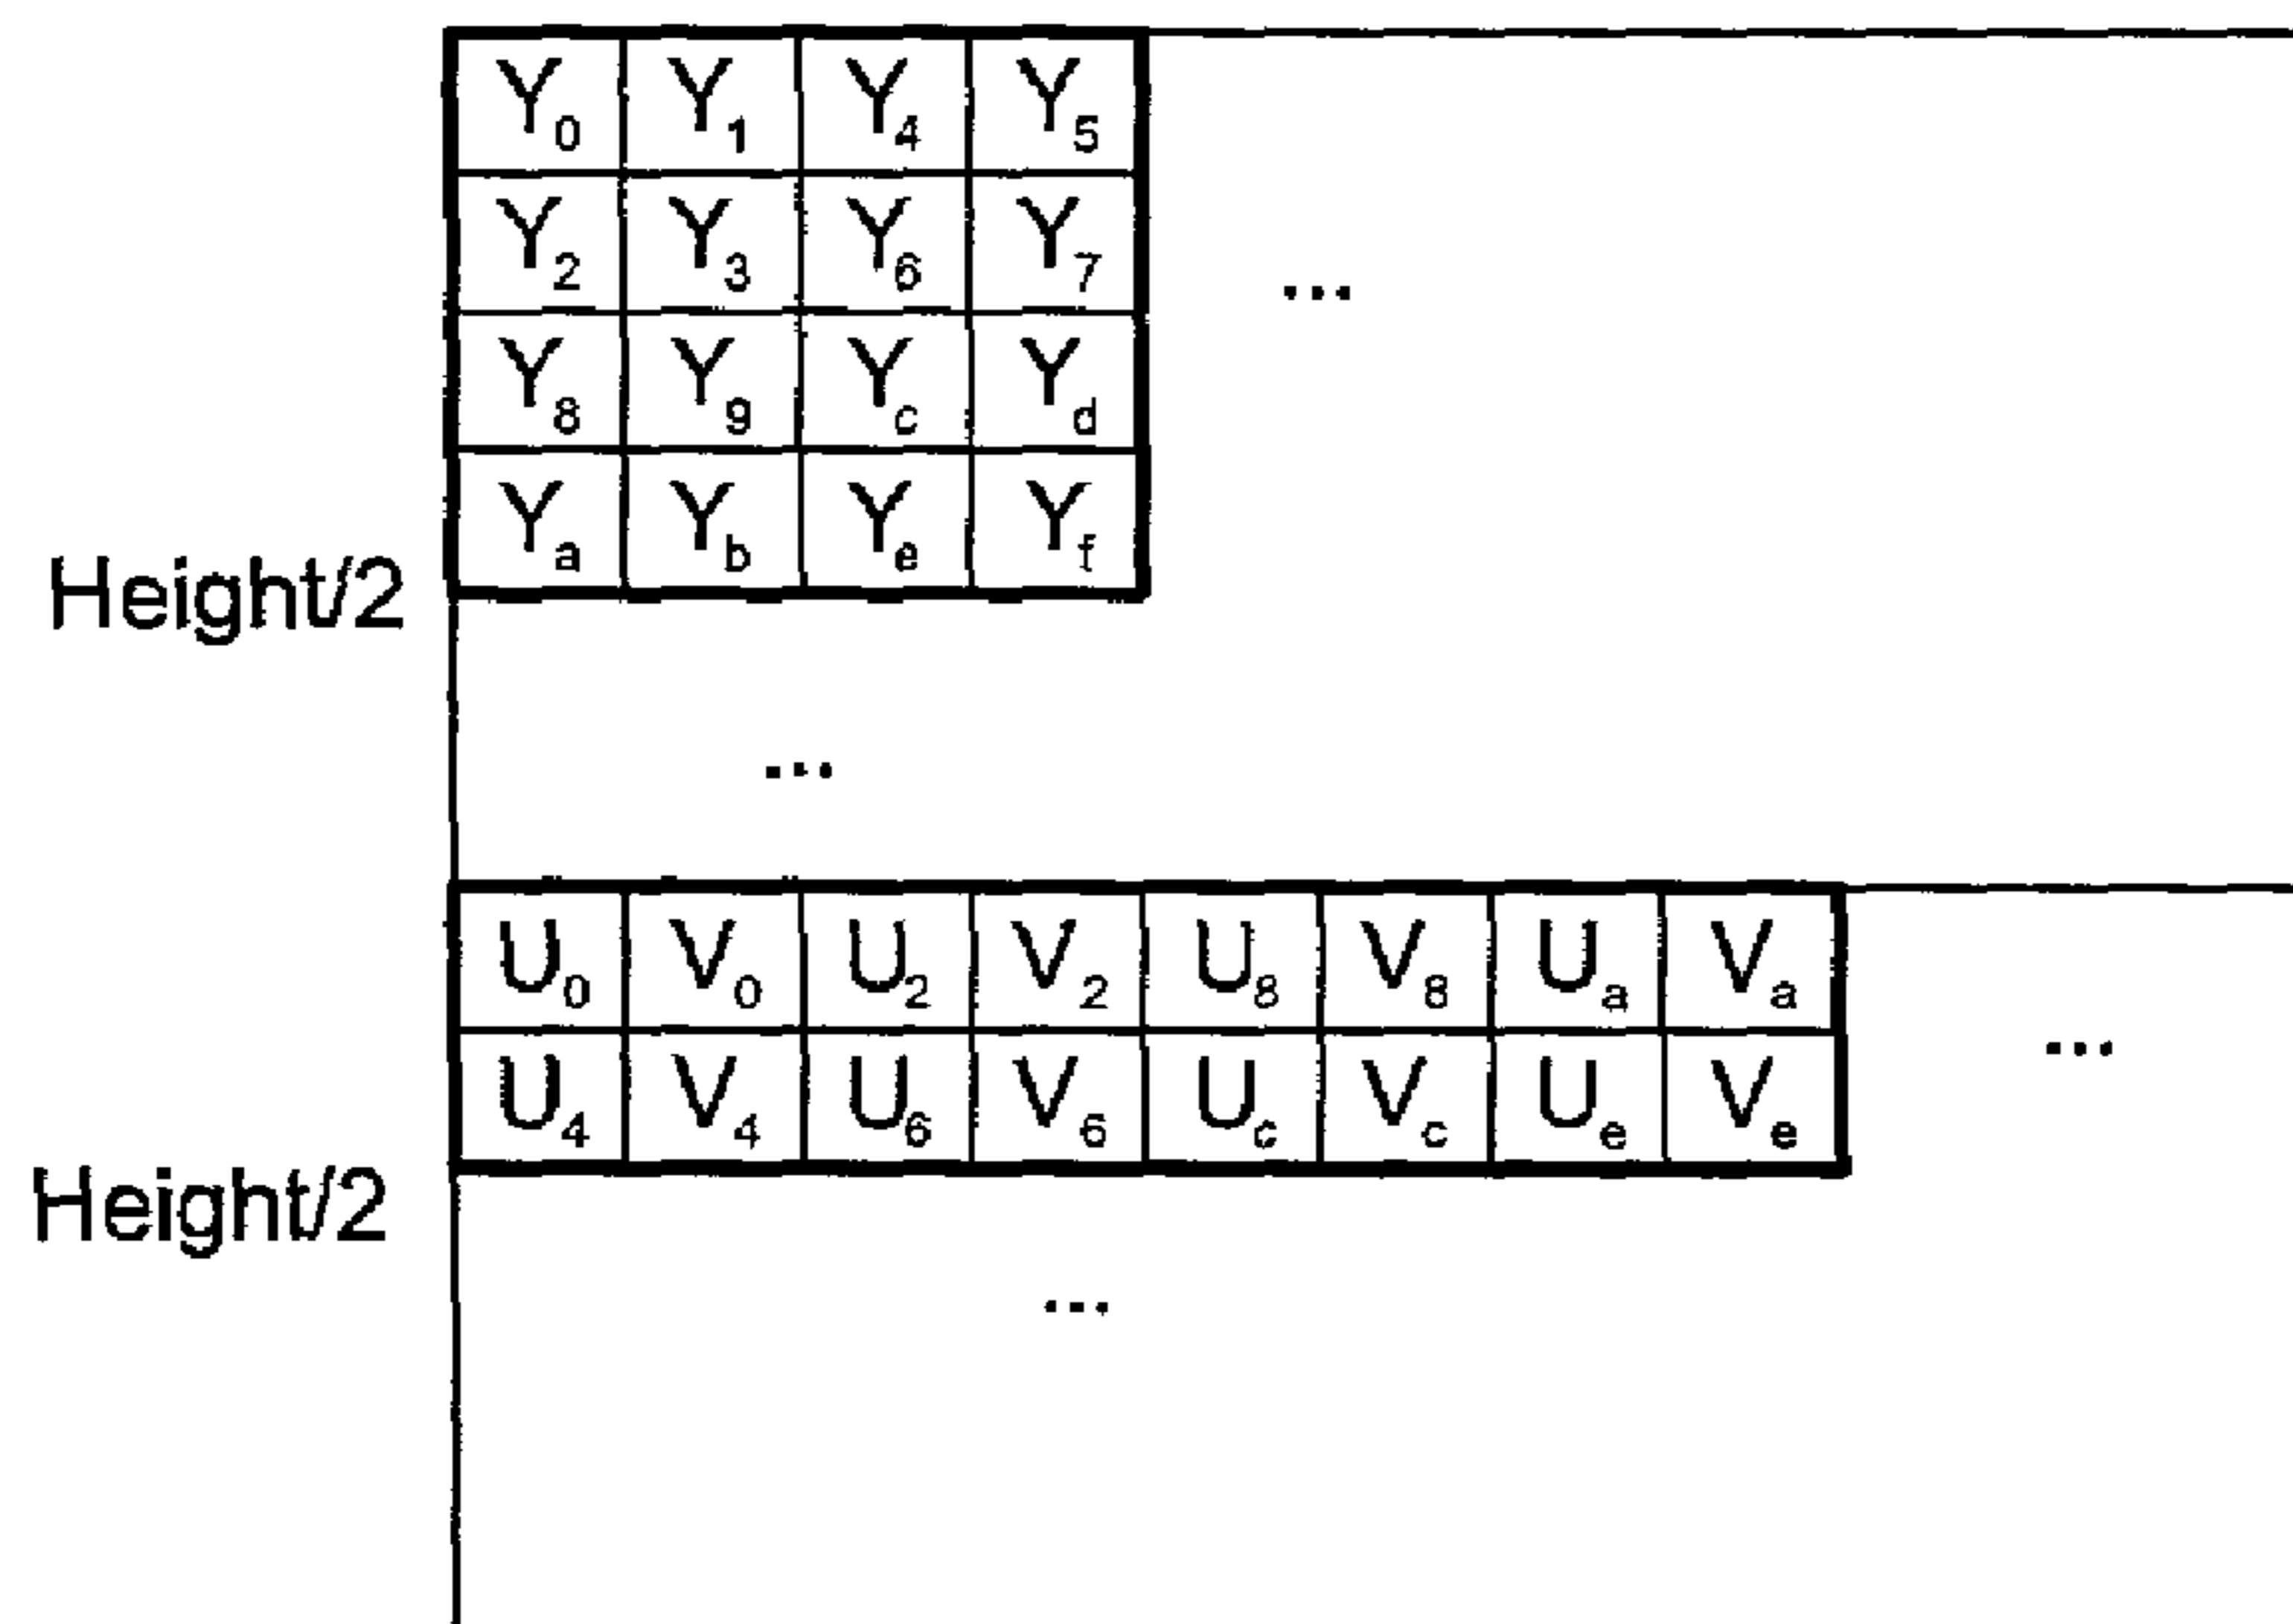 Y0 Y1 Y4 Y5
Y2 Y3 Y6 Y7
...
Y8 Y9 Yc Yd
Ya Yb Ye Yf
Height/2
...
U0 V0 U2 V2 U8 V8 Ua Va
U4 V4 U6 V6 Uc Vc Ue Ve
...
Height/2
...